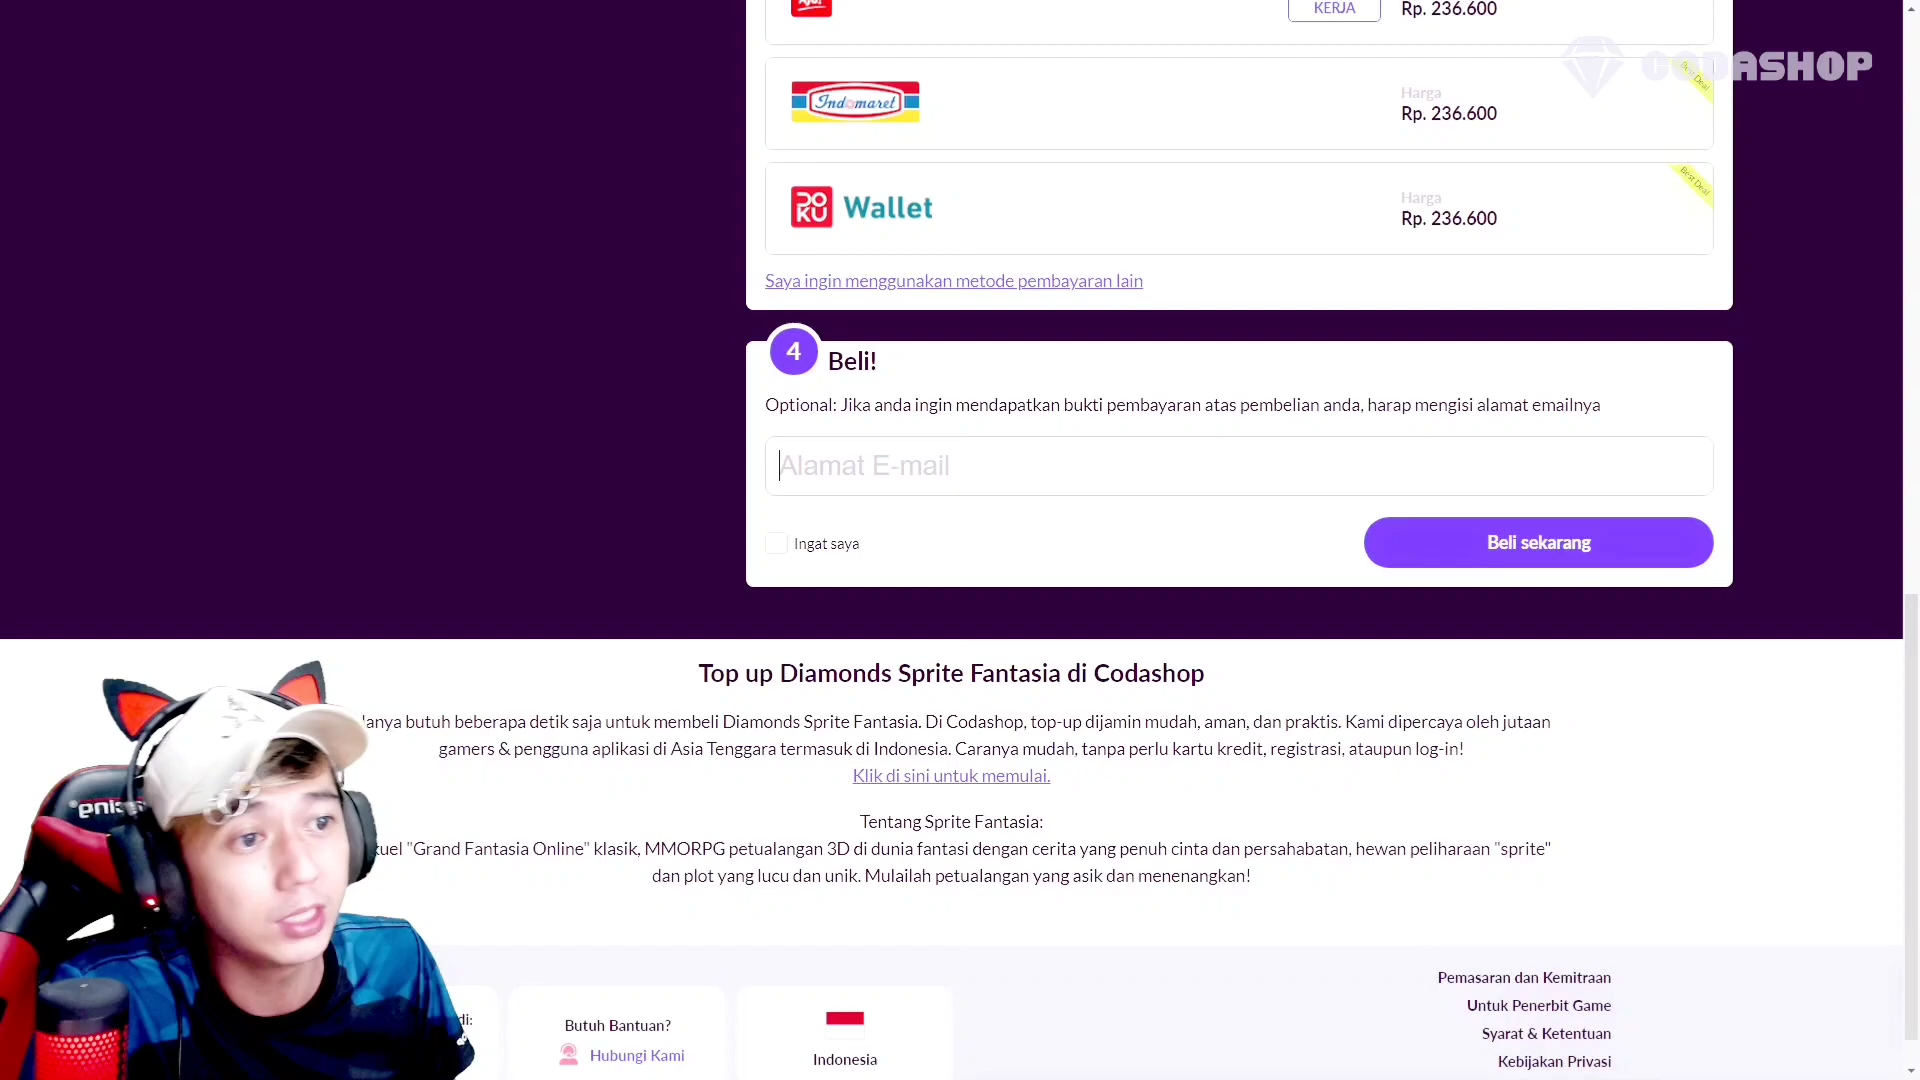 KERJA
Rp. 236.600
CODASHOP
Indomaret
Harga
Rp. 236.600
Best Deal
DOKU Wallet
Harga
Rp. 236.600
Best Deal
Saya ingin menggunakan metode pembayaran lain
4 Beli!
Optional: Jika anda ingin mendapatkan bukti pembayaran atas pembelian anda, harap mengisi alamat emailnya
Alamat E-mail
Ingat saya
Beli sekarang
Top up Diamonds Sprite Fantasia di Codashop
anya butuh beberapa detik saja untuk membeli Diamonds Sprite Fantasia. Di Codashop, top-up dijamin mudah, aman, dan praktis. Kami dipercaya oleh jutaan
gamers & pengguna aplikasi di Asia Tenggara termasuk di Indonesia. Caranya mudah, tanpa perlu kartu kredit, registrasi, ataupun log-in!
Klik di sini untuk memulai.
Tentang Sprite Fantasia:
kuel "Grand Fantasia Online" klasik, MMORPG petualangan 3D di dunia fantasi dengan cerita yang penuh cinta dan persahabatan, hewan peliharaan "sprite"
dan plot yang lucu dan unik. Mulailah petualangan yang asik dan menenangkan!
di:
Butuh Bantuan?
Hubungi Kami
Indonesia
Pemasaran dan Kemitraan
Untuk Penerbit Game
Syarat & Ketentuan
Kebijakan Privasi